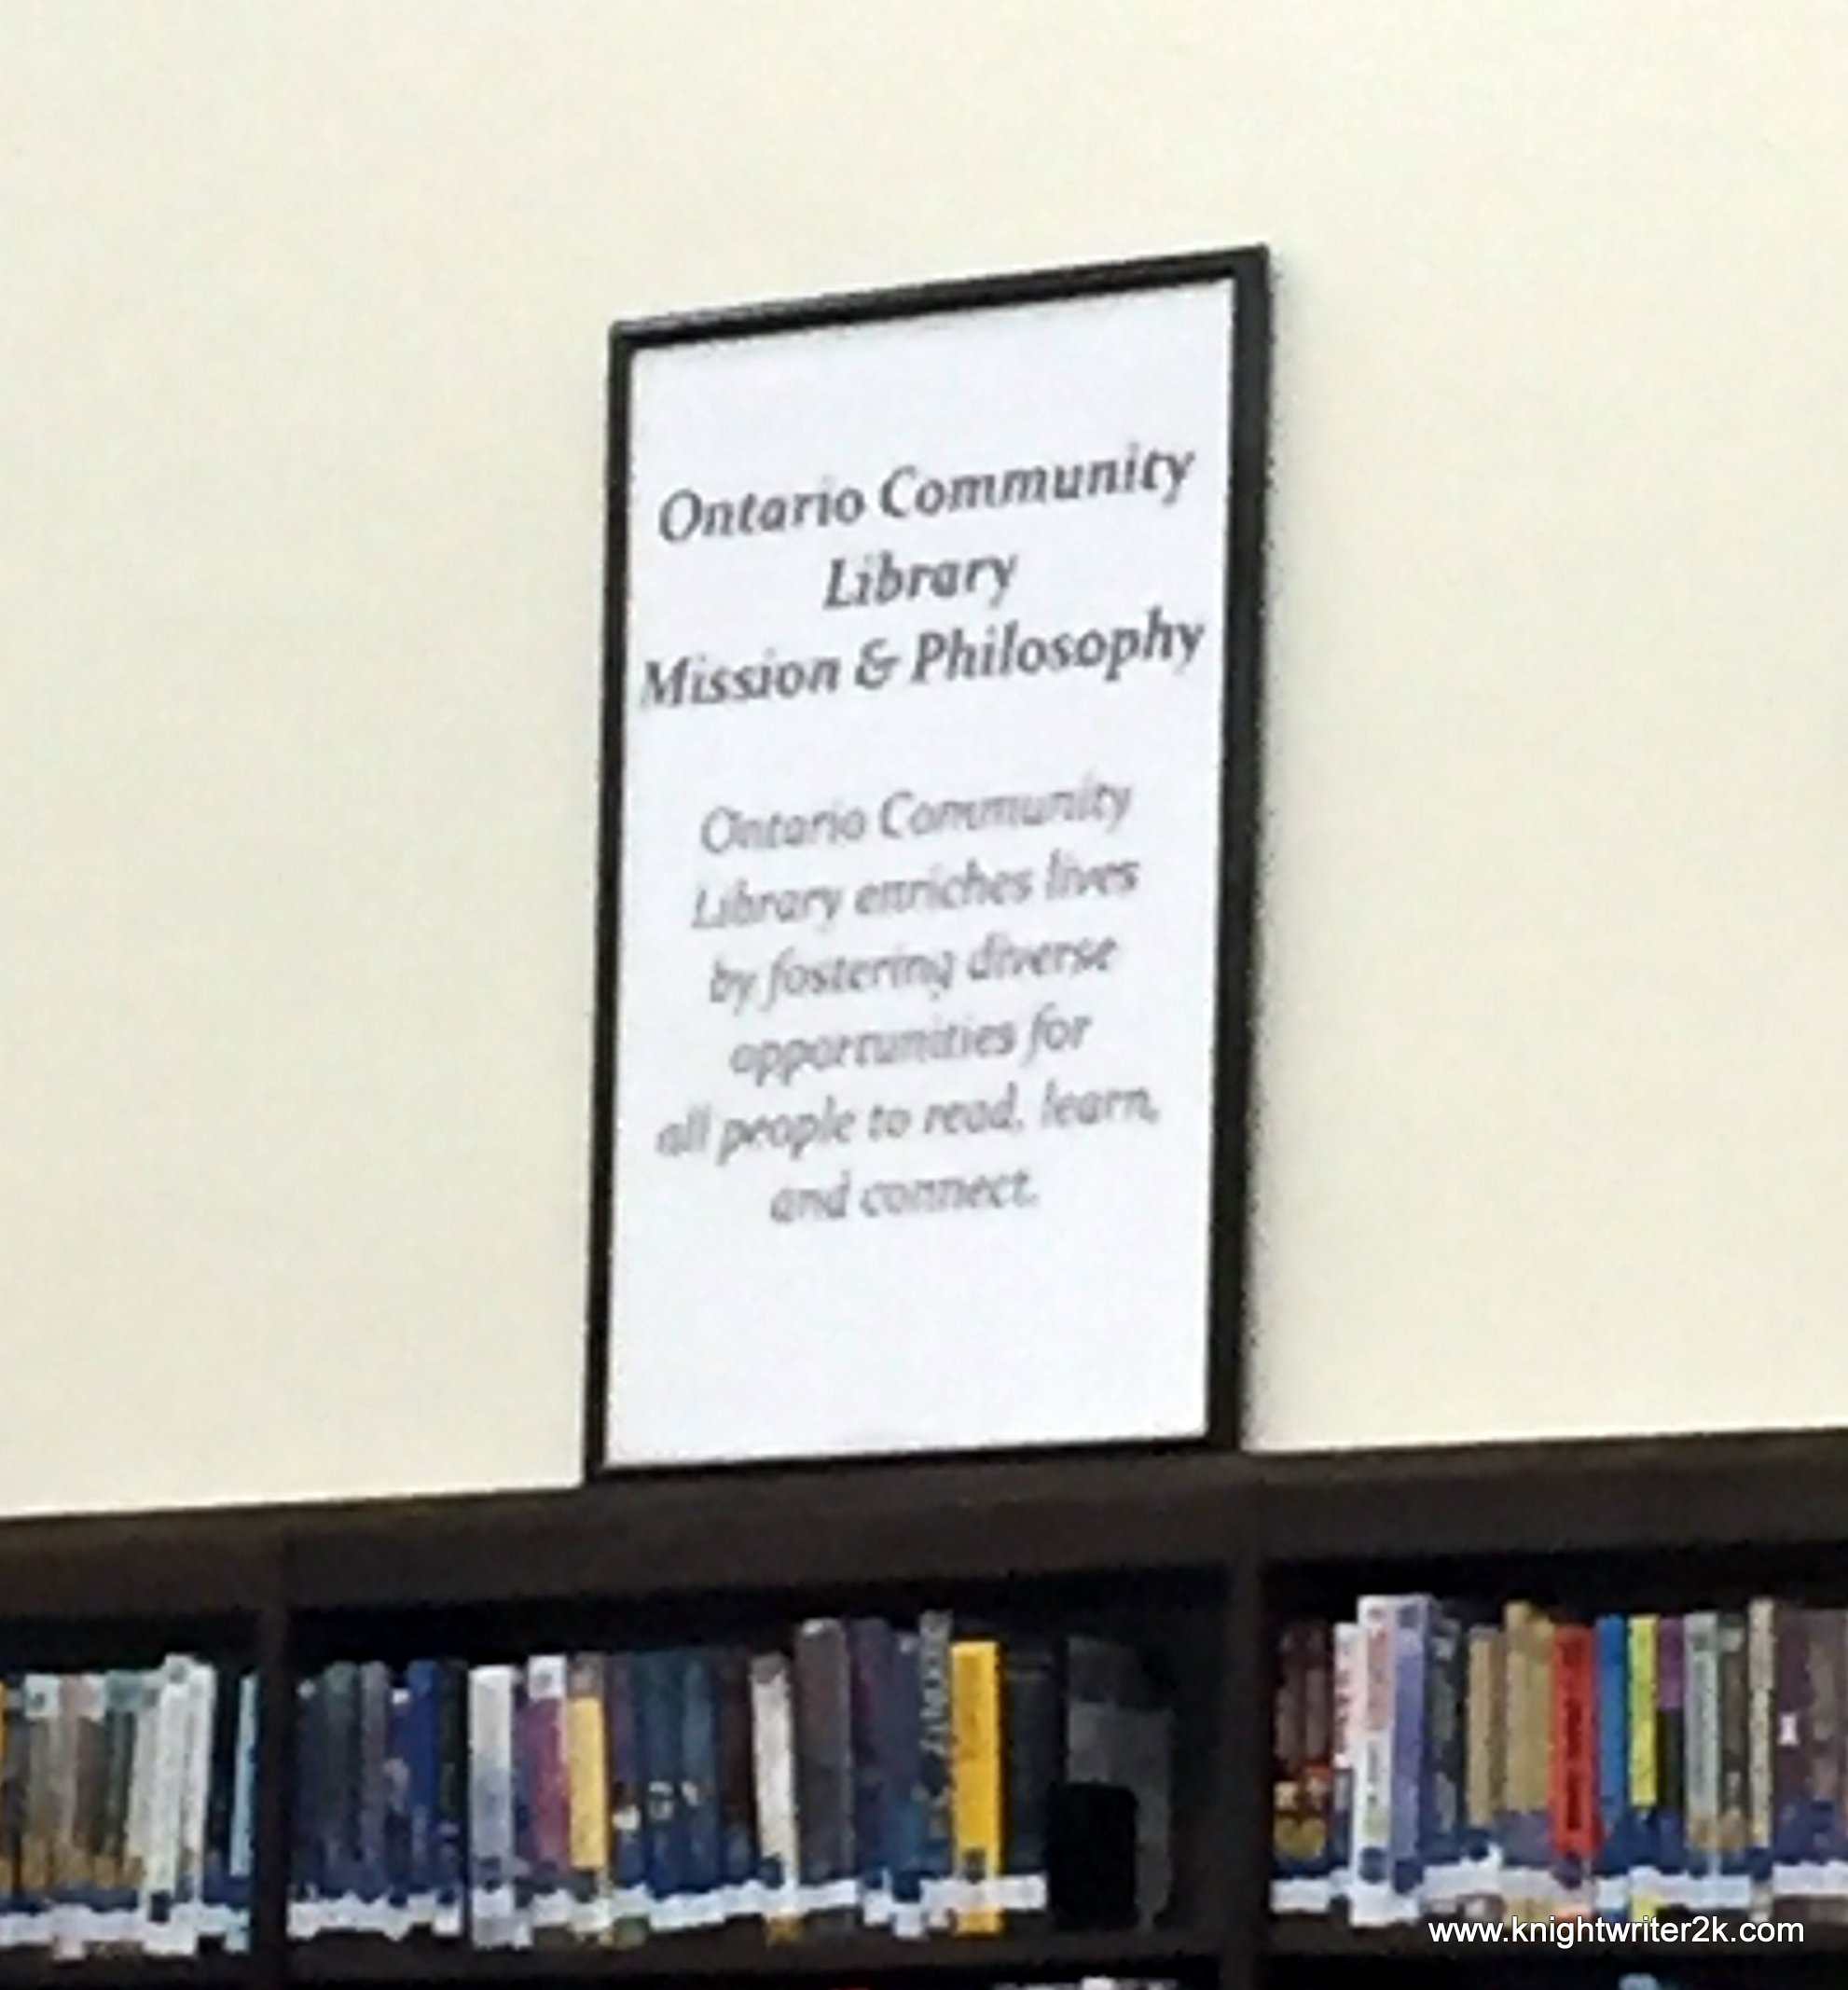 Ontario Community
Library
Mission & Philosophy
Ontario Community
Library enriches lives
by fostering diverse
opportunities for
all people to read, learn,
and connect.
www.knightwriter2k.com